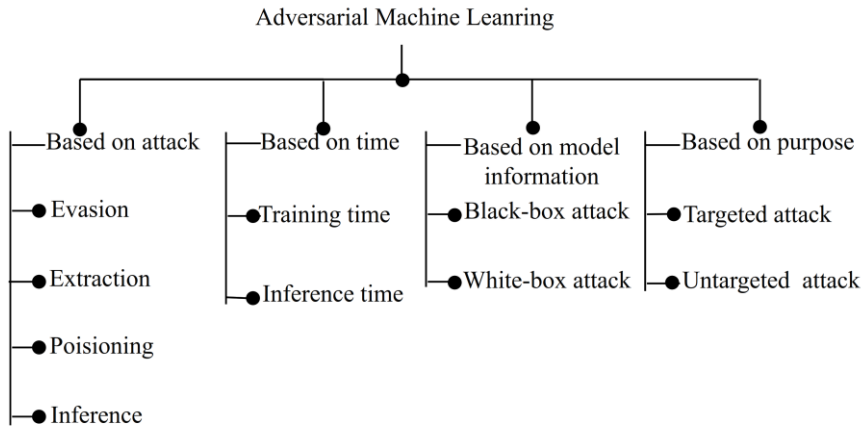 Adversarial Machine Leanring
Based on attack
Evasion
Extraction
Poisioning
Inference
Based on time
Training time
Inference time
Based on model
information
Black-box attack
White-box attack
Based on purpose
Targeted attack
Untargeted attack